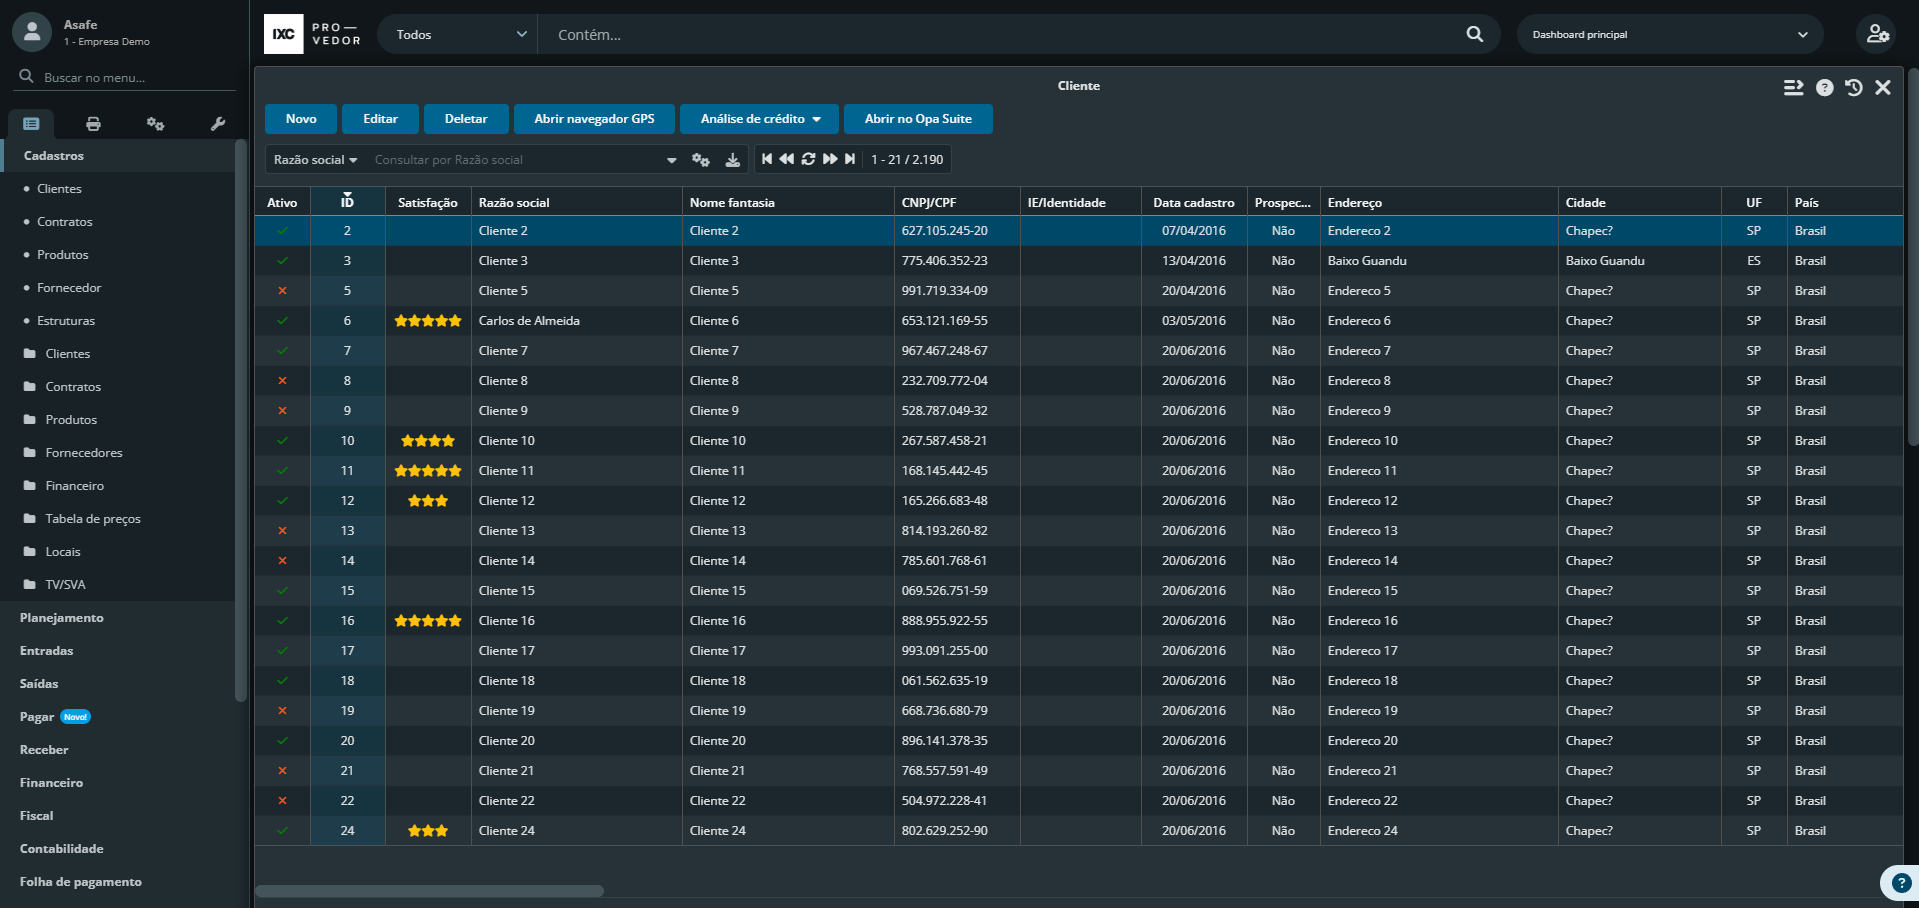 Asafe
1 - Empresa Demo
Buscar no menu...
Cadastros
Clientes
Contratos
Produtos
Fornecedor
Estruturas
Clientes
Contratos
Produtos
Fornecedores
Financeiro
Tabela de preços
Locais
TV/SVA
Planejamento
Entradas
Saídas
Pagar Novo!
Receber
Financeiro
Fiscal
Contabilidade
Folha de pagamento
IXC PRO—
VEDOR
Todos Contém... Dashboard principal
Cliente
Novo Editar Deletar Abrir navegador GPS Análise de crédito Abrir no Opa Suite
Razão social Consultar por Razão social 1 - 21 / 2.190
Ativo ID Satisfação Razão social Nome fantasia CNPJ/CPF IE/Identidade Data cadastro Prospec... Endereço Cidade UF País
2 Cliente 2 Cliente 2 627.105.245-20 07/04/2016 Não Endereco 2 Chapec? SP Brasil
3 Cliente 3 Cliente 3 775.406.352-23 13/04/2016 Não Baixo Guandu Baixo Guandu ES Brasil
5 Cliente 5 Cliente 5 991.719.334-09 20/04/2016 Não Endereco 5 Chapec? SP Brasil
6 Carlos de Almeida Cliente 6 653.121.169-55 03/05/2016 Não Endereco 6 Chapec? SP Brasil
7 Cliente 7 Cliente 7 967.467.248-67 20/06/2016 Não Endereco 7 Chapec? SP Brasil
8 Cliente 8 Cliente 8 232.709.772-04 20/06/2016 Não Endereco 8 Chapec? SP Brasil
9 Cliente 9 Cliente 9 528.787.049-32 20/06/2016 Não Endereco 9 Chapec? SP Brasil
10 Cliente 10 Cliente 10 267.587.458-21 20/06/2016 Não Endereco 10 Chapec? SP Brasil
11 Cliente 11 Cliente 11 168.145.442-45 20/06/2016 Não Endereco 11 Chapec? SP Brasil
12 Cliente 12 Cliente 12 165.266.683-48 20/06/2016 Não Endereco 12 Chapec? SP Brasil
13 Cliente 13 Cliente 13 814.193.260-82 20/06/2016 Não Endereco 13 Chapec? SP Brasil
14 Cliente 14 Cliente 14 785.601.768-61 20/06/2016 Não Endereco 14 Chapec? SP Brasil
15 Cliente 15 Cliente 15 069.526.751-59 20/06/2016 Não Endereco 15 Chapec? SP Brasil
16 Cliente 16 Cliente 16 888.955.922-55 20/06/2016 Não Endereco 16 Chapec? SP Brasil
17 Cliente 17 Cliente 17 993.091.255-00 20/06/2016 Não Endereco 17 Chapec? SP Brasil
18 Cliente 18 Cliente 18 061.562.635-19 20/06/2016 Não Endereco 18 Chapec? SP Brasil
19 Cliente 19 Cliente 19 668.736.680-79 20/06/2016 Não Endereco 19 Chapec? SP Brasil
20 Cliente 20 Cliente 20 896.141.378-35 20/06/2016 Endereco 20 Chapec? SP Brasil
21 Cliente 21 Cliente 21 768.557.591-49 20/06/2016 Não Endereco 21 Chapec? SP Brasil
22 Cliente 22 Cliente 22 504.972.228-41 20/06/2016 Não Endereco 22 Chapec? SP Brasil
24 Cliente 24 Cliente 24 802.629.252-90 20/06/2016 Não Endereco 24 Chapec? SP Brasil